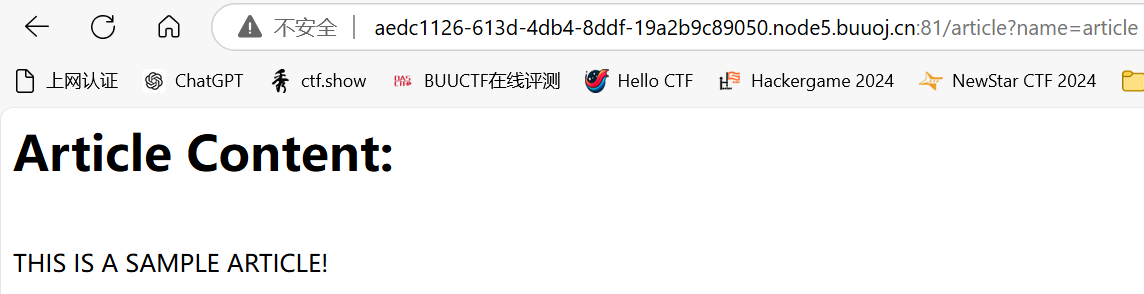 不安全 aedc1126-613d-4db4-8ddf-19a2b9c89050.node5.buuoj.cn:81/article?name=article
上网认证 ChatGPT ctf.show BUUCTF在线评测 Hello CTF Hackergame 2024 NewStar CTF 2024
Article Content:
THIS IS A SAMPLE ARTICLE!